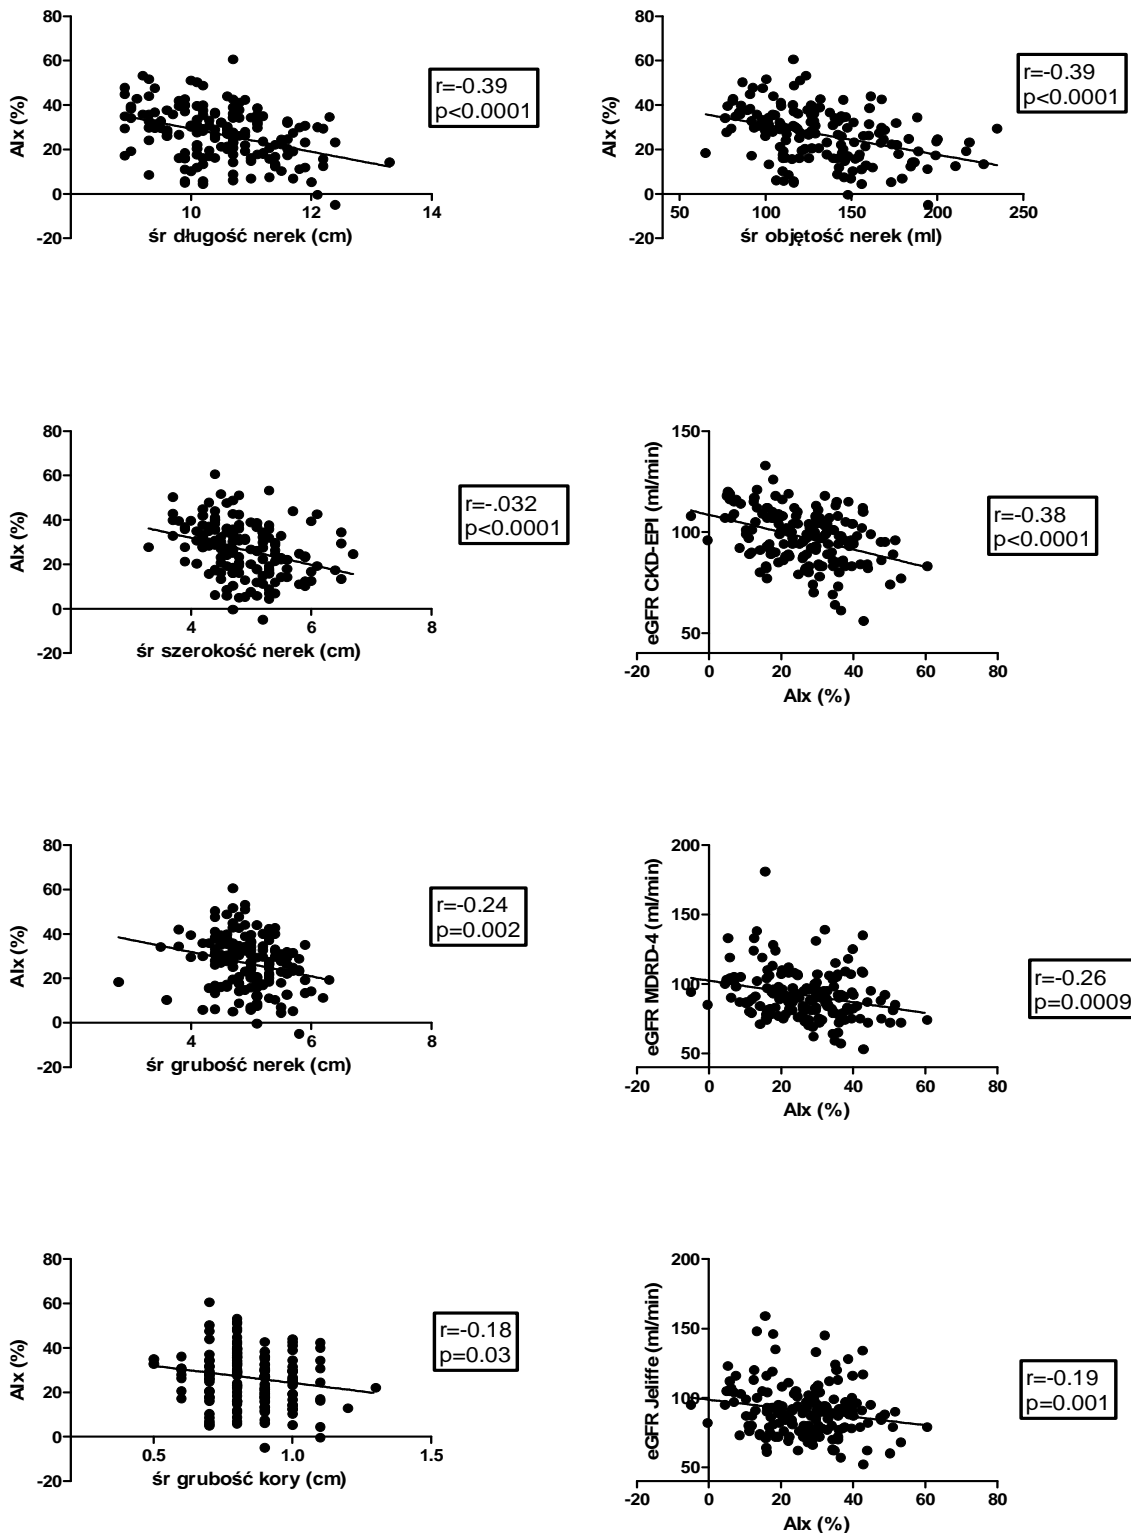 80
60
40
20
0
-20
AIx (%)
10
12
14
śr długość nerek (cm)
r=-0.39
p<0.0001
80
60
40
20
0
-20
AIx (%)
50
100
150
200
250
śr objętość nerek (ml)
r=-0.39
p<0.0001
80
60
40
20
0
-20
AIx (%)
4
6
8
śr szerokość nerek (cm)
r=-.032
p<0.0001
150
100
50
eGFR CKD-EPI (ml/min)
-20
0
20
40
60
80
AIx (%)
r=-0.38
p<0.0001
80
60
40
20
0
-20
AIx (%)
4
6
8
śr grubość nerek (cm)
r=-0.24
p=0.002
200
150
100
50
eGFR MDRD-4 (ml/min)
-20
0
20
40
60
80
AIx (%)
r=-0.26
p=0.0009
80
60
40
20
0
-20
AIx (%)
0.5
1.0
1.5
śr grubość kory (cm)
r=-0.18
p=0.03
200
150
100
50
eGFR Jeliffe (ml/min)
-20
0
20
40
60
80
AIx (%)
r=-0.19
p=0.001